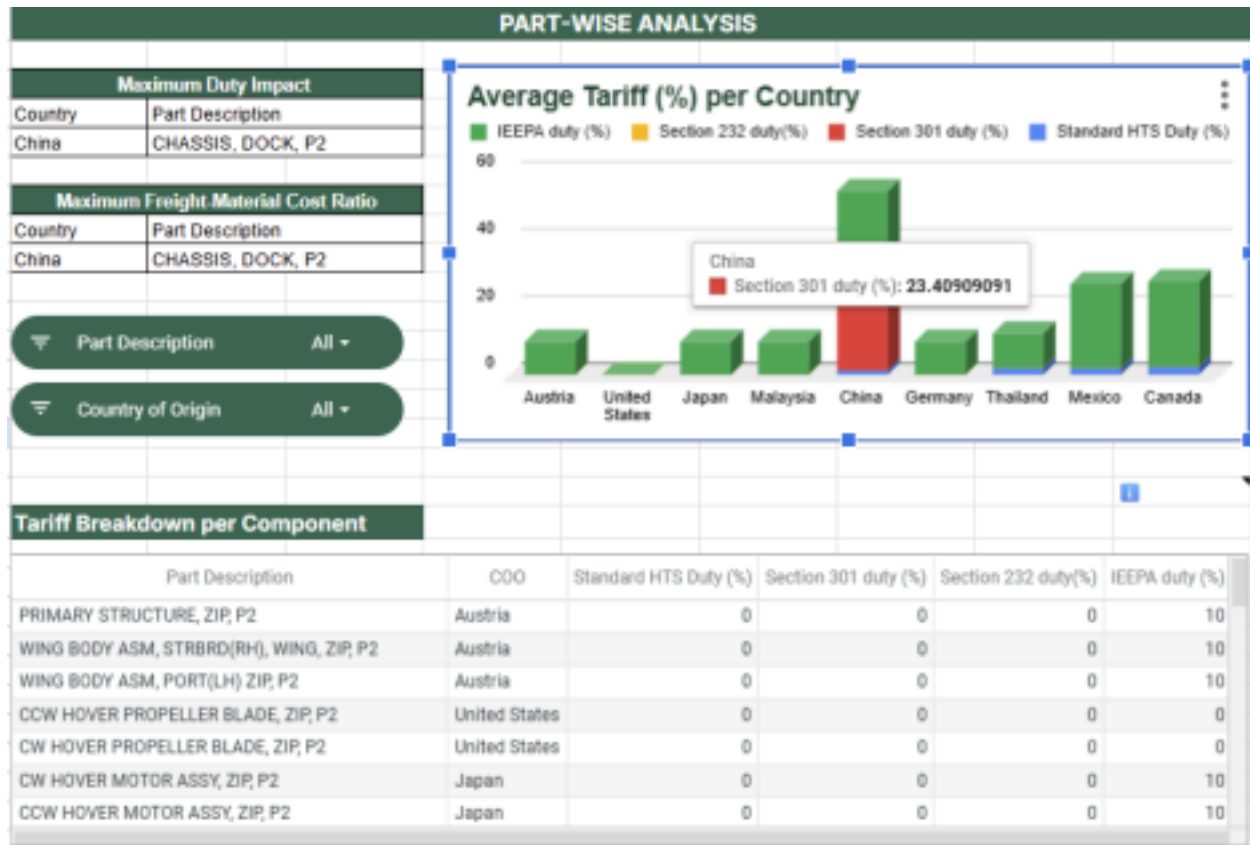 PART-WISE ANALYSIS
Maximum Duty Impact
Country Part Description
China CHASSIS, DOCK, P2
Maximum Freight-Material Cost Ratio
Country Part Description
China CHASSIS, DOCK, P2
Part Description All
Country of Origin All
Average Tariff (%) per Country
IEEPA duty (%) Section 232 duty(%) Section 301 duty (%) Standard HTS Duty (%)
60
40
20
0
China
Section 301 duty (%): 23.40909091
Austria United States Japan Malaysia China Germany Thailand Mexico Canada
i
Tariff Breakdown per Component
Part Description COO Standard HTS Duty (%) Section 301 duty (%) Section 232 duty(%) IEEPA duty (%)
PRIMARY STRUCTURE, ZIP, P2 Austria 0 0 0 10
WING BODY ASM, STRBRD(RH), WING, ZIP, P2 Austria 0 0 0 10
WING BODY ASM, PORT(LH) ZIP, P2 Austria 0 0 0 10
CCW HOVER PROPELLER BLADE, ZIP, P2 United States 0 0 0 0
CW HOVER PROPELLER BLADE, ZIP, P2 United States 0 0 0 0
CW HOVER MOTOR ASSY, ZIP, P2 Japan 0 0 0 10
CCW HOVER MOTOR ASSY, ZIP, P2 Japan 0 0 0 10